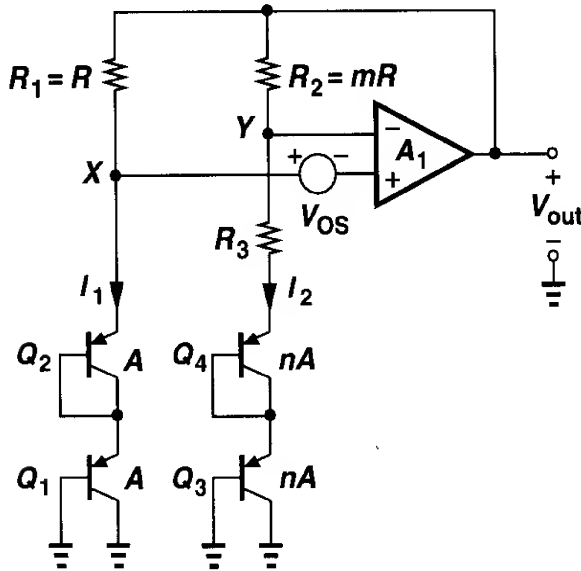 R1 = R
R2 = mR
Y
X
+
−
VOS
−
+
A1
+
Vout
−
R3
I1
I2
Q2
A
Q4
nA
Q1
A
Q3
nA